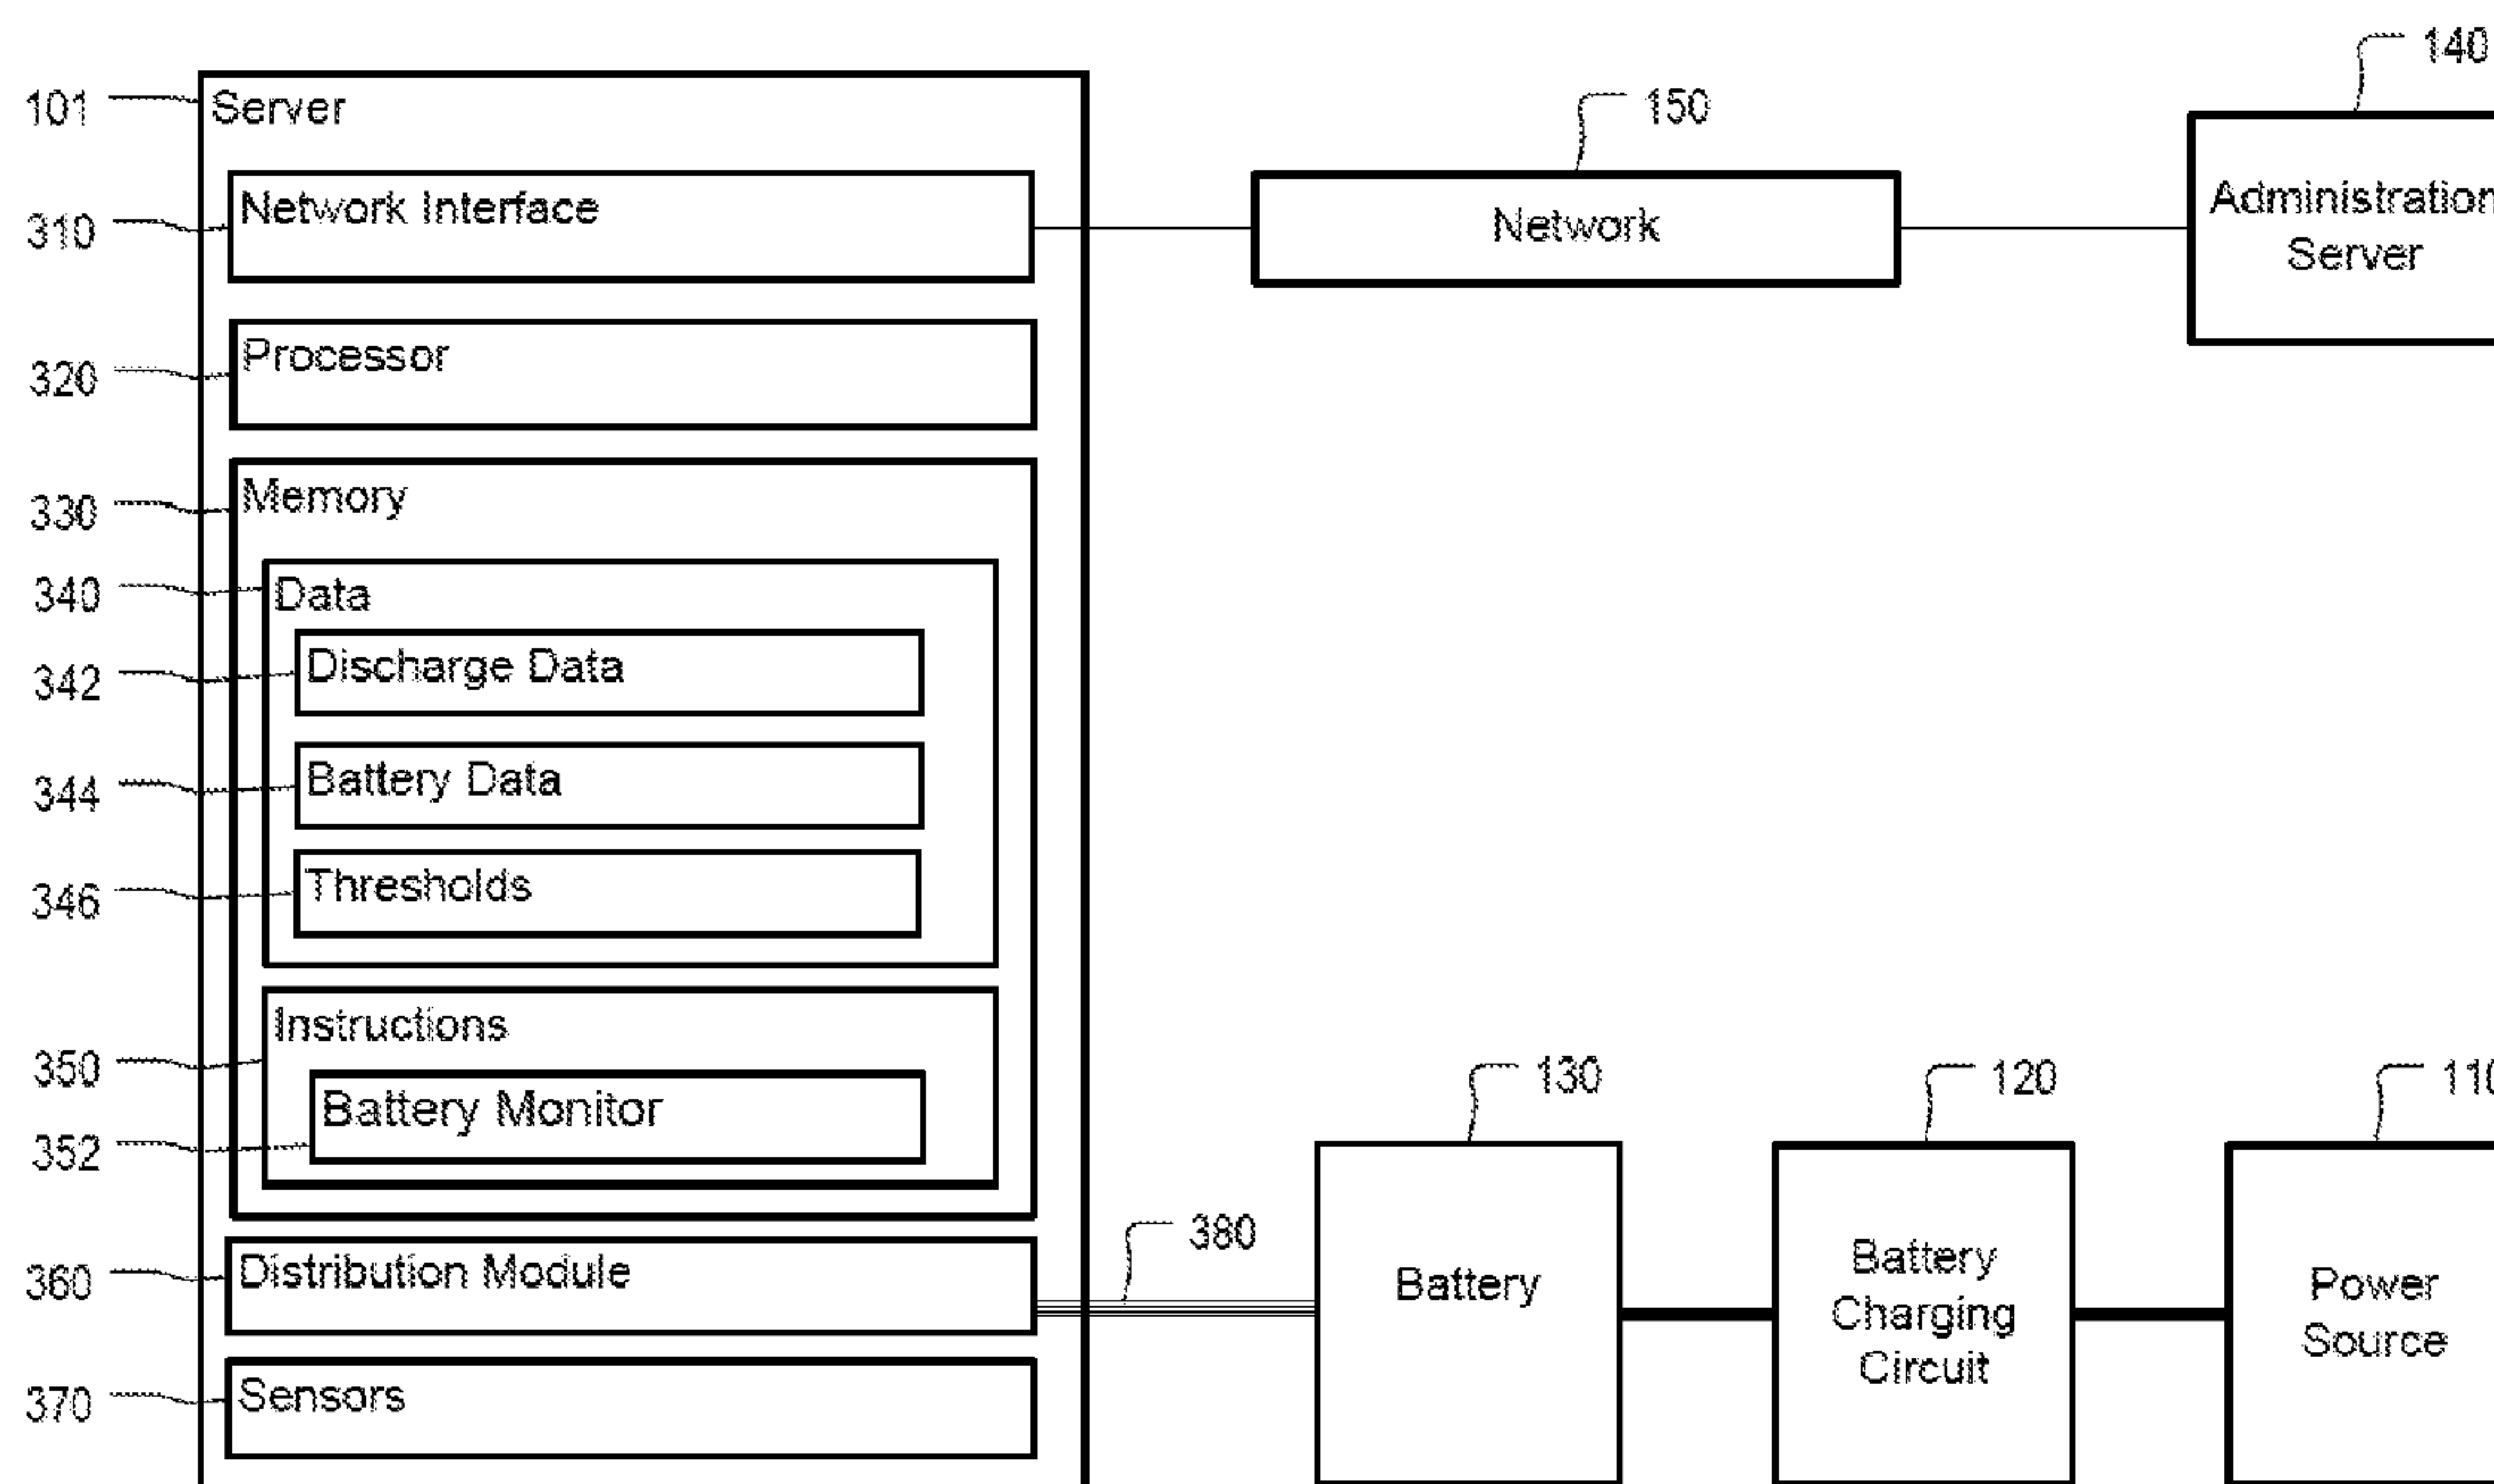 140
101
Server
150
310
Network Interface
Network
Administration
Server
320
Processor
330
Memory
340
Data
342
Discharge Data
344
Battery Data
346
Thresholds
350
Instructions
130
120
110
352
Battery Monitor
380
360
Distribution Module
Battery
Battery
Charging
Circuit
Power
Source
370
Sensors